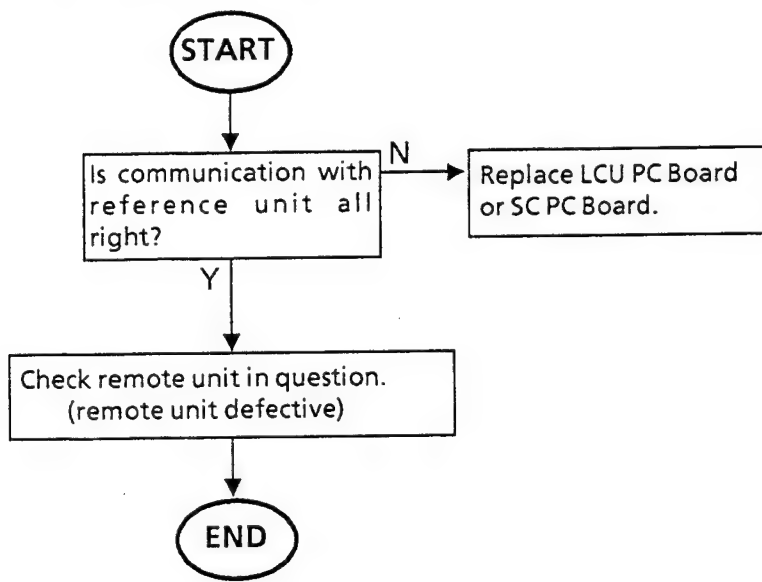 START
Is communication with
reference unit all
right?
N
Replace LCU PC Board
or SC PC Board.
Y
Check remote unit in question.
(remote unit defective)
END